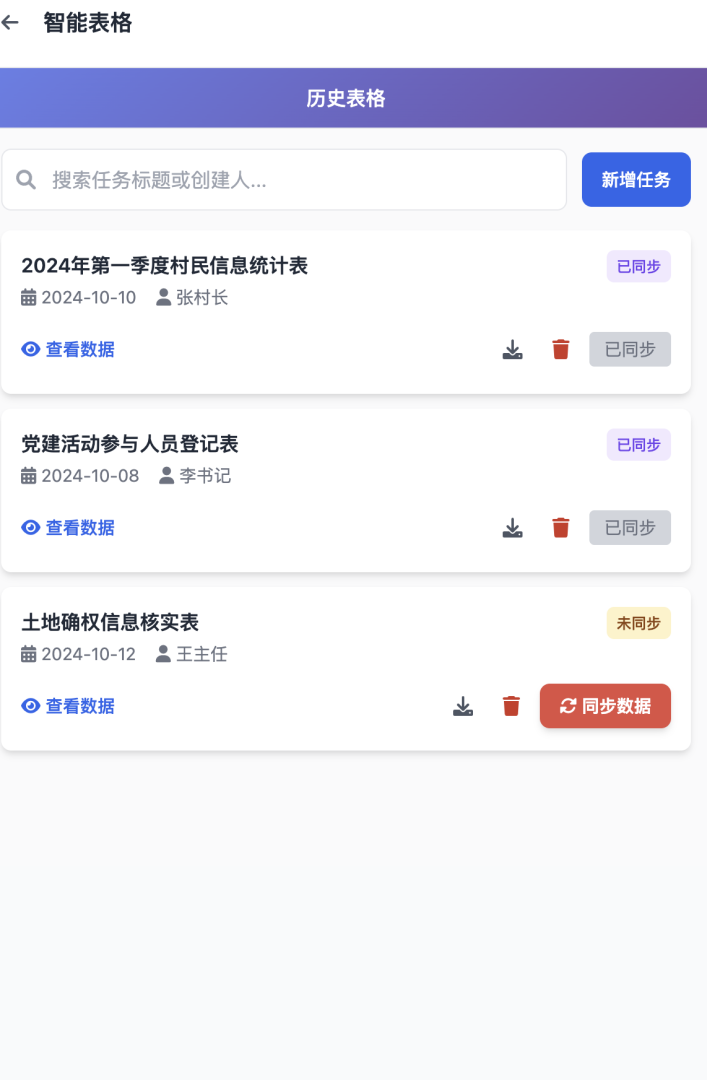 智能表格
历史表格
搜索任务标题或创建人...
新增任务
2024年第一季度村民信息统计表
已同步
2024-10-10 张村长
查看数据
已同步
党建活动参与人员登记表
已同步
2024-10-08 李书记
查看数据
已同步
土地确权信息核实表
未同步
2024-10-12 王主任
查看数据
同步数据